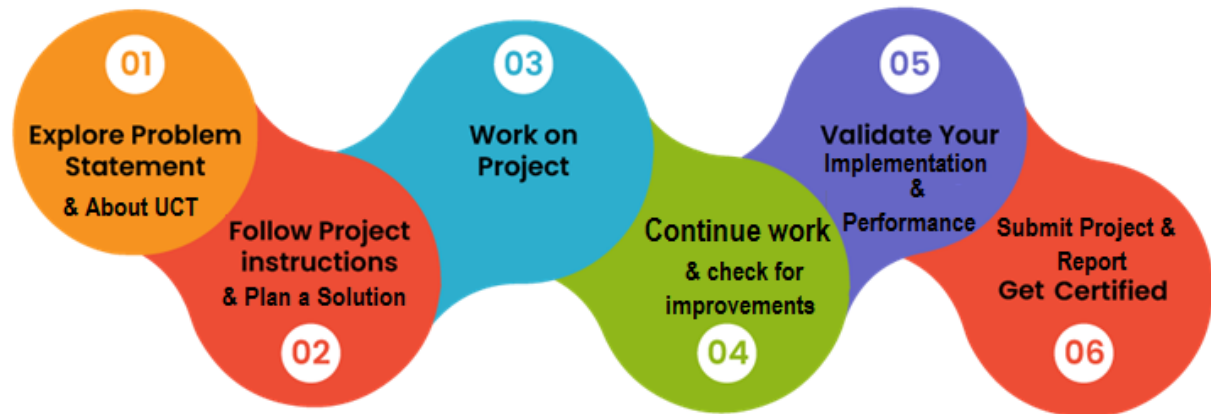 01
Explore Problem
Statement
& About UCT
Follow Project
instructions
& Plan a Solution
02
03
Work on
Project
Continue work
& check for
improvements
04
05
Validate Your
Implementation
&
Performance
Submit Project &
Report
Get Certified
06